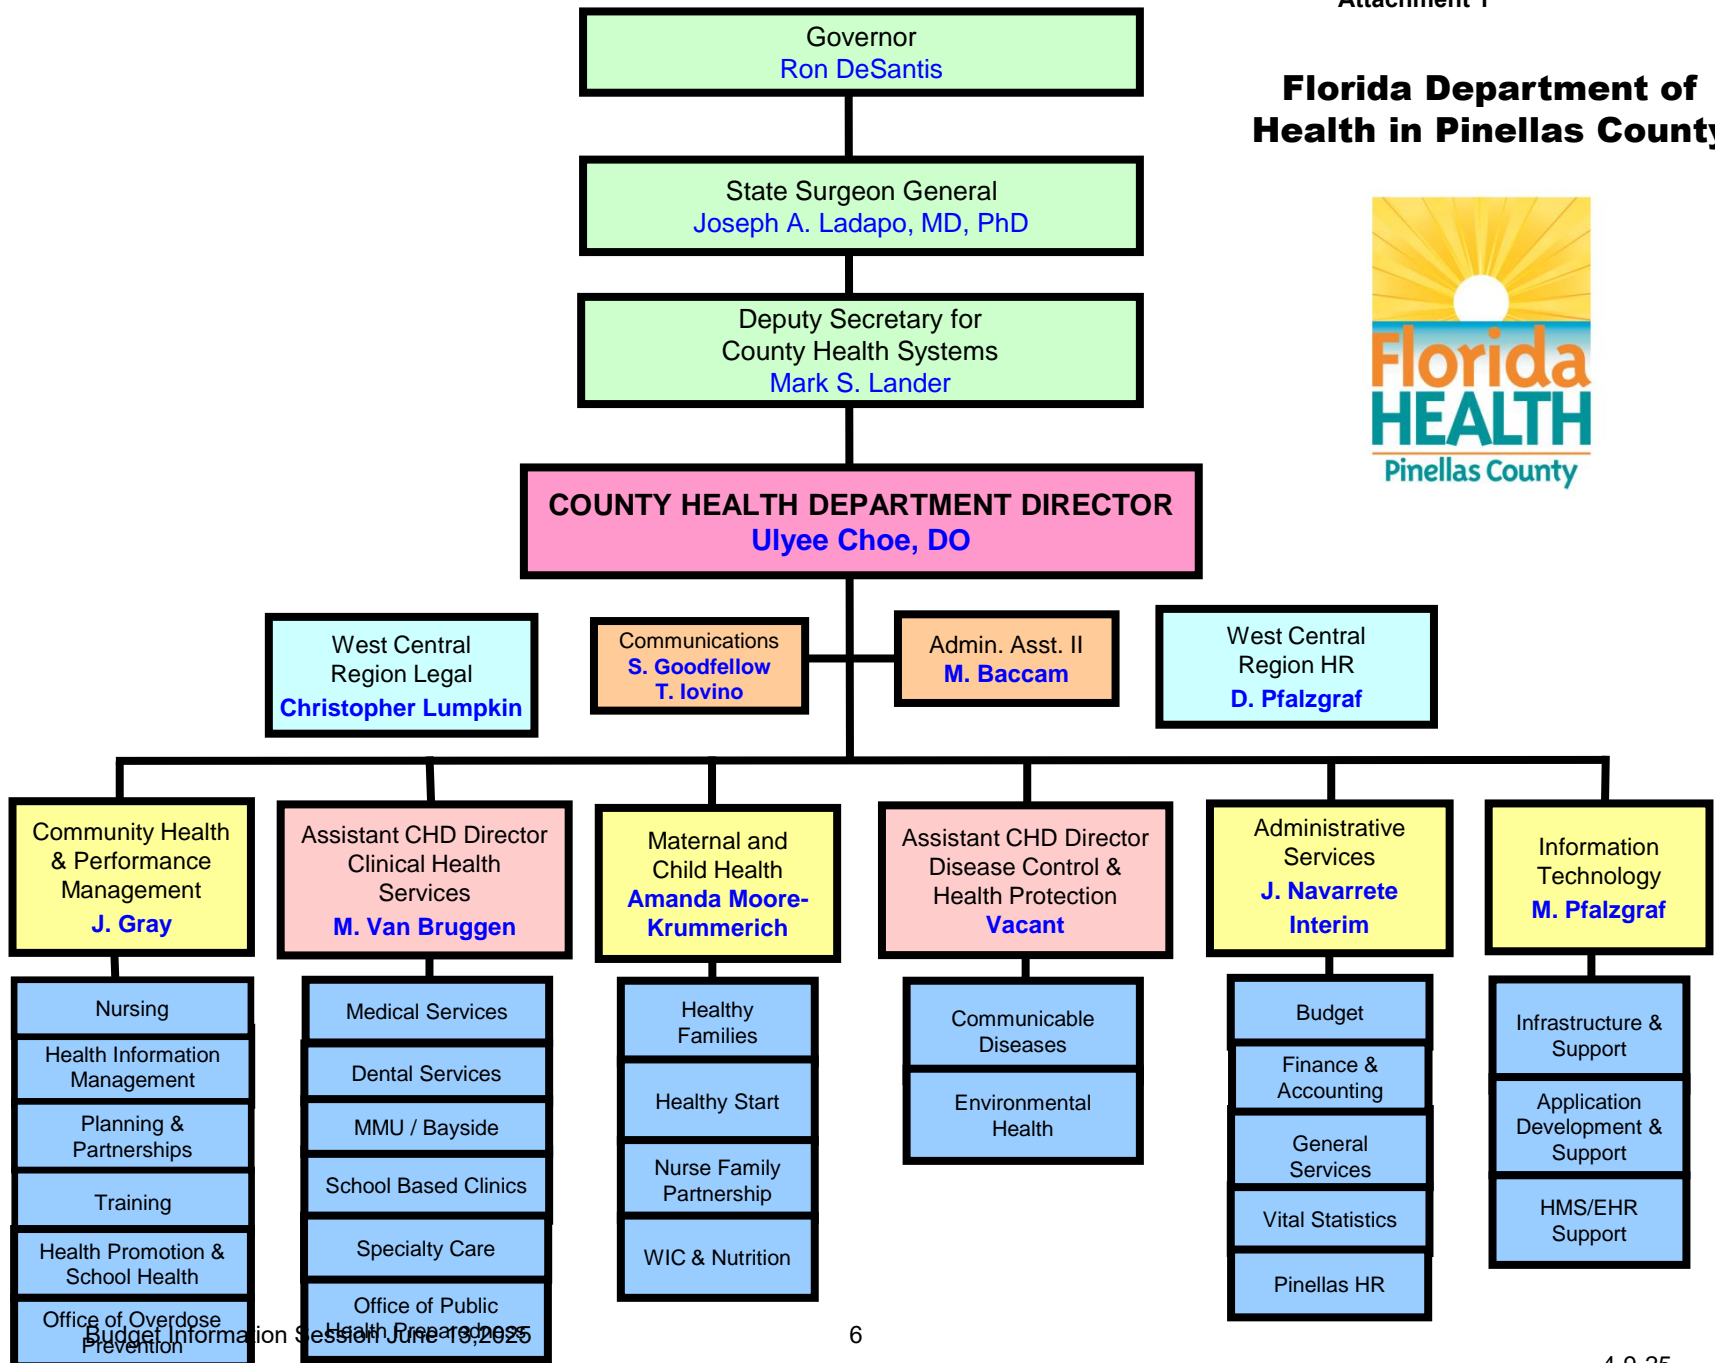 Attachment 1
Florida Department of
Health in Pinellas County
Florida
HEALTH
Pinellas County
Governor
Ron DeSantis
State Surgeon General
Joseph A. Ladapo, MD, PhD
Deputy Secretary for
County Health Systems
Mark S. Lander
COUNTY HEALTH DEPARTMENT DIRECTOR
Ulyee Choe, DO
West Central
Region Legal
Christopher Lumpkin
Communications
S. Goodfellow
T. Iovino
Admin. Asst. II
M. Baccam
West Central
Region HR
D. Pfalzgraf
Community Health
& Performance
Management
J. Gray
Nursing
Health Information
Management
Planning &
Partnerships
Training
Health Promotion &
School Health
Office of Overdose
Prevention
Assistant CHD Director
Clinical Health
Services
M. Van Bruggen
Medical Services
Dental Services
MMU / Bayside
School Based Clinics
Specialty Care
Office of Public
Health Preparedness
Maternal and
Child Health
Amanda Moore-
Krummerich
Healthy
Families
Healthy Start
Nurse Family
Partnership
WIC & Nutrition
Assistant CHD Director
Disease Control &
Health Protection
Vacant
Communicable
Diseases
Environmental
Health
Administrative
Services
J. Navarrete
Interim
Budget
Finance &
Accounting
General
Services
Vital Statistics
Pinellas HR
Information
Technology
M. Pfalzgraf
Infrastructure &
Support
Application
Development &
Support
HMS/EHR
Support
Budget Information Session June 13,2025
6
4-9-25